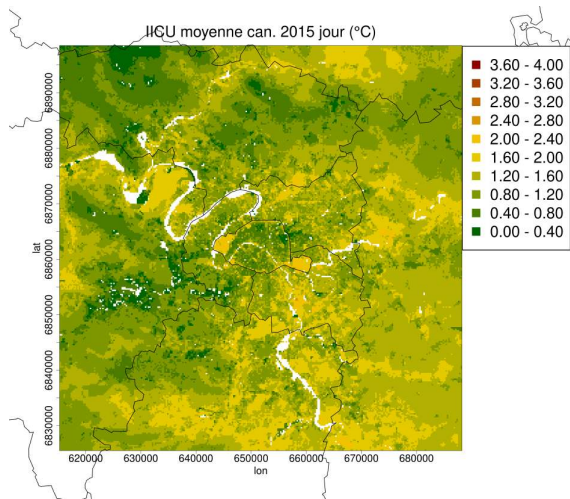 IICU moyenne can. 2015 jour (°C)
3.60 - 4.00
3.20 - 3.60
2.80 - 3.20
2.40 - 2.80
2.00 - 2.40
1.60 - 2.00
1.20 - 1.60
0.80 - 1.20
0.40 - 0.80
0.00 - 0.40
lat
6890000
6880000
6870000
6860000
6850000
6840000
6830000
620000 630000 640000 650000 660000 670000 680000
lon